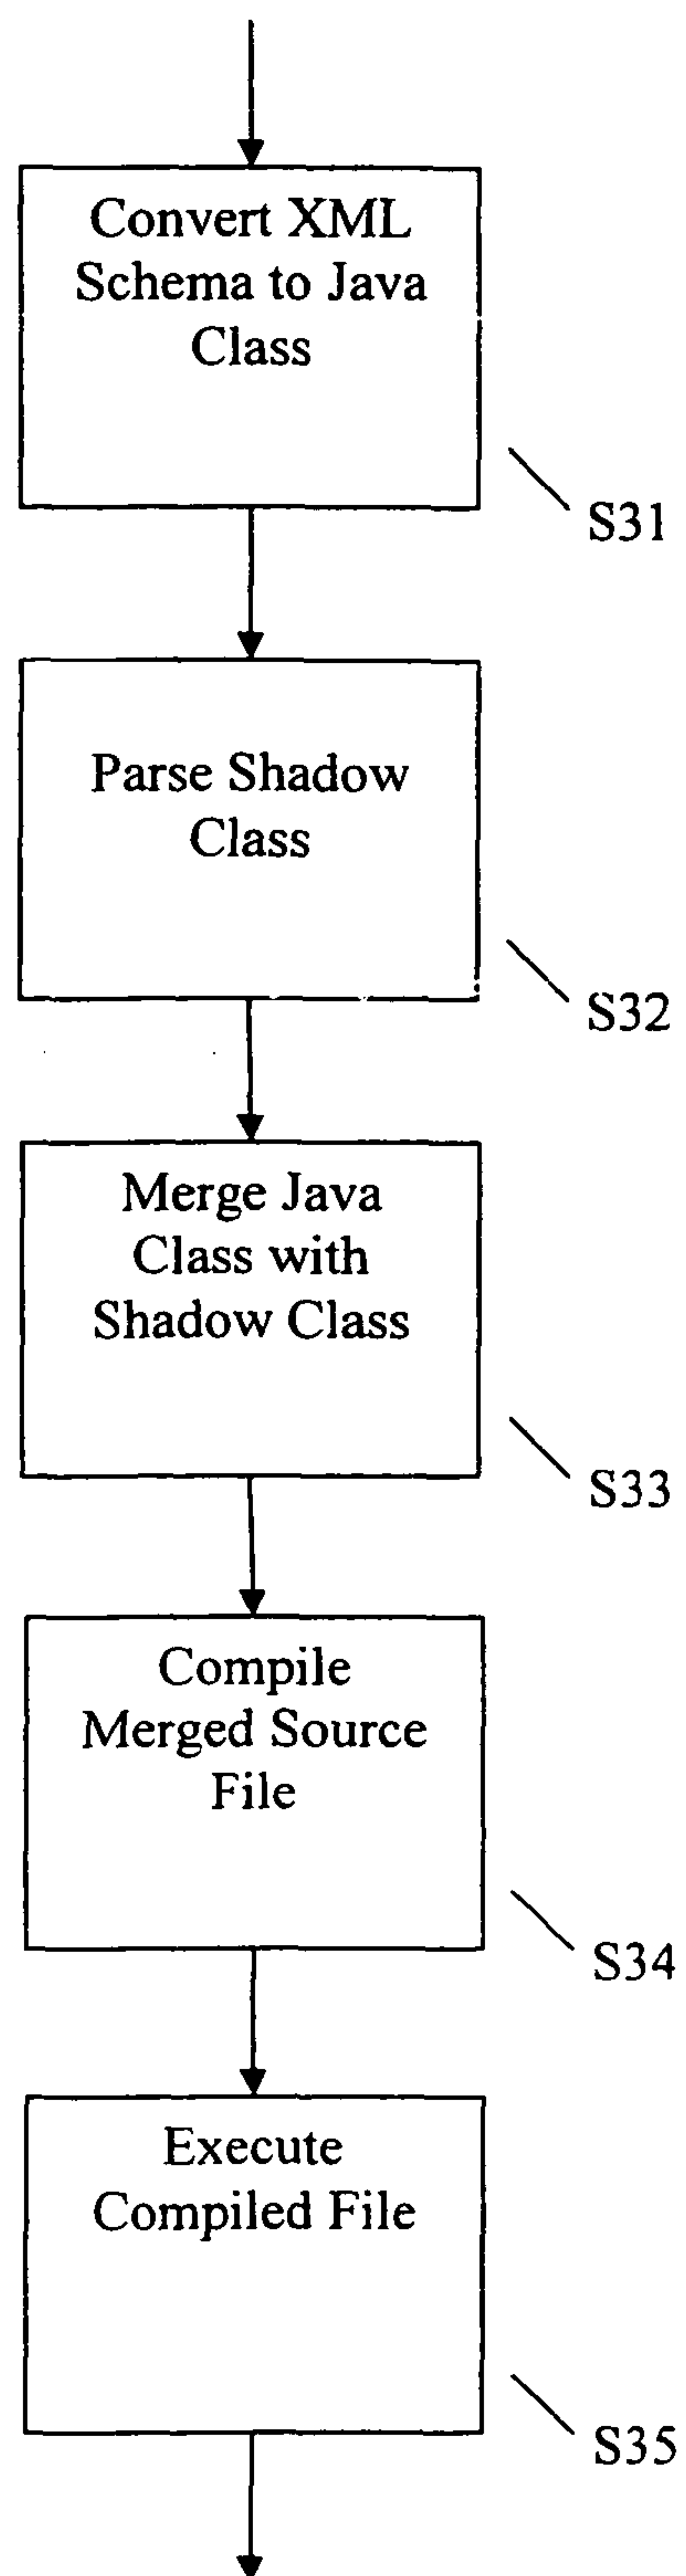 Convert XML
Schema to Java
Class
S31
Parse Shadow
Class
S32
Merge Java
Class with
Shadow Class
S33
Compile
Merged Source
File
S34
Execute
Compiled File
S35